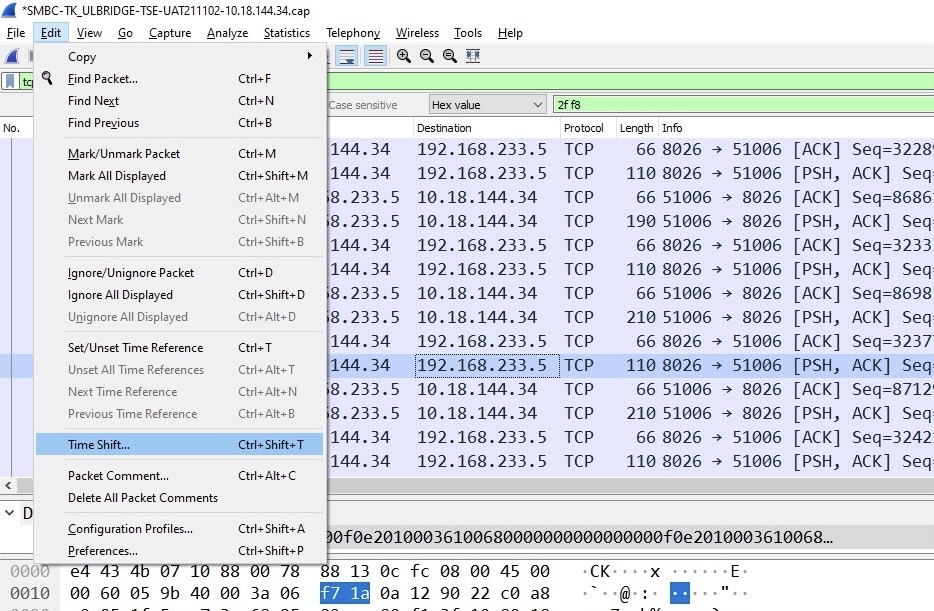 *SMBC-TK_ULBRIDGE-TSE-UAT211102-10.18.144.34.cap
File Edit View Go Capture Analyze Statistics Telephony Wireless Tools Help
tcp
Case sensitive Hex value 2f f8
No. Destination Protocol Length Info
Copy
Find Packet... Ctrl+F
Find Next Ctrl+N
Find Previous Ctrl+B
Mark/Unmark Packet Ctrl+M
Mark All Displayed Ctrl+Shift+M
Unmark All Displayed Ctrl+Alt+M
Next Mark Ctrl+Shift+N
Previous Mark Ctrl+Shift+B
Ignore/Unignore Packet Ctrl+D
Ignore All Displayed Ctrl+Shift+D
Unignore All Displayed Ctrl+Alt+D
Set/Unset Time Reference Ctrl+T
Unset All Time References Ctrl+Alt+T
Next Time Reference Ctrl+Alt+N
Previous Time Reference Ctrl+Alt+B
Time Shift... Ctrl+Shift+T
Packet Comment... Ctrl+Alt+C
Delete All Packet Comments
Configuration Profiles... Ctrl+Shift+A
Preferences... Ctrl+Shift+P
144.34 192.168.233.5 TCP 66 8026 → 51006 [ACK] Seq=32289
144.34 192.168.233.5 TCP 110 8026 → 51006 [PSH, ACK] Seq=
8.233.5 10.18.144.34 TCP 66 51006 → 8026 [ACK] Seq=8686
8.233.5 10.18.144.34 TCP 190 51006 → 8026 [PSH, ACK] Seq=
144.34 192.168.233.5 TCP 66 8026 → 51006 [ACK] Seq=3233
144.34 192.168.233.5 TCP 110 8026 → 51006 [PSH, ACK] Seq=
8.233.5 10.18.144.34 TCP 66 51006 → 8026 [ACK] Seq=8698
8.233.5 10.18.144.34 TCP 210 51006 → 8026 [PSH, ACK] Seq=
144.34 192.168.233.5 TCP 66 8026 → 51006 [ACK] Seq=3237
144.34 192.168.233.5 TCP 110 8026 → 51006 [PSH, ACK] Seq=
8.233.5 10.18.144.34 TCP 66 51006 → 8026 [ACK] Seq=8712
8.233.5 10.18.144.34 TCP 210 51006 → 8026 [PSH, ACK] Seq=
144.34 192.168.233.5 TCP 66 8026 → 51006 [ACK] Seq=3242
144.34 192.168.233.5 TCP 110 8026 → 51006 [PSH, ACK] Seq=
D
00f0e20100036100680000000000000000f0e2010003610068…
0000 e4 43 4b 07 10 88 00 78 88 13 0c fc 08 00 45 00 ·CK····x ······E·
0010 00 60 05 9b 40 00 3a 06 f7 1a 0a 12 90 22 c0 a8 ·`··@·:· ·····"··